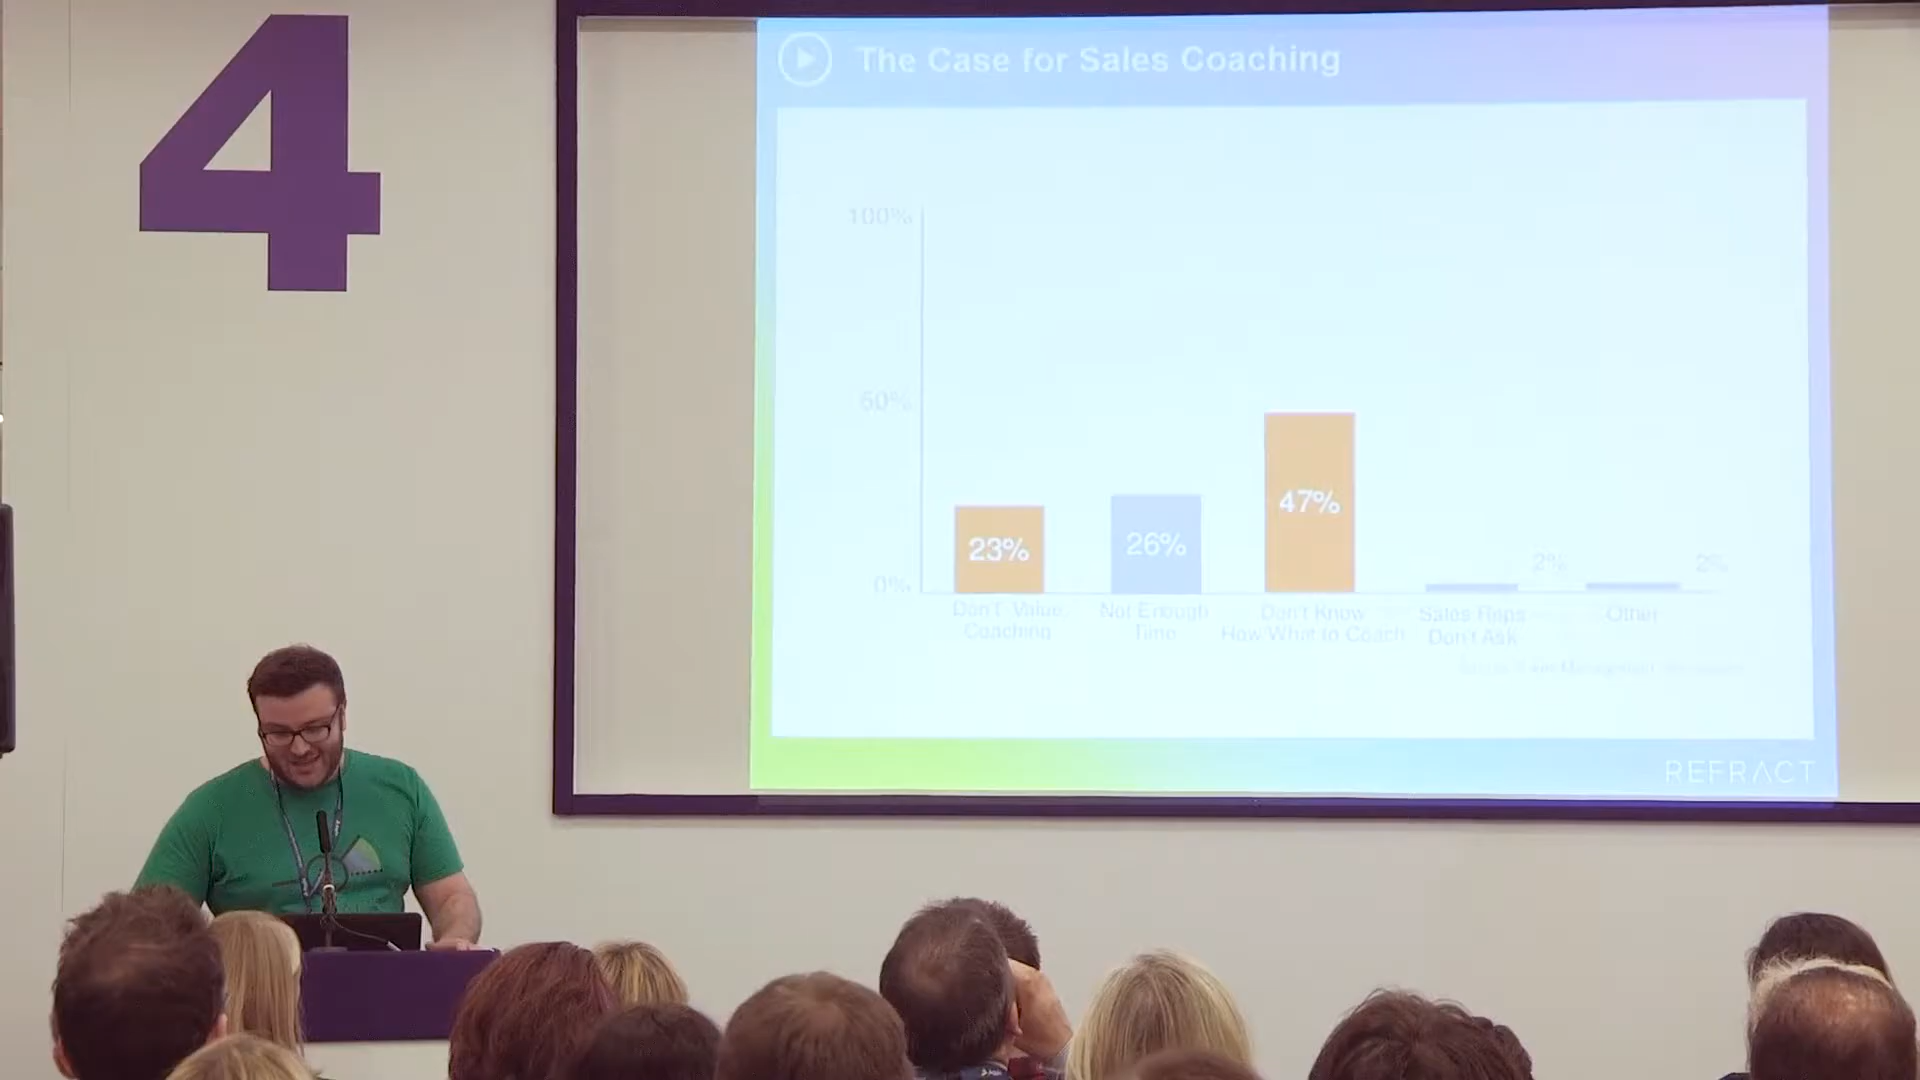 4
The Case for Sales Coaching
100%
50%
0%
23%
26%
47%
2%
2%
Don't Value
Coaching
Not Enough
Time
Don't Know
How What to Coach
Sales Reps
Don't Ask
Other
REFRACT